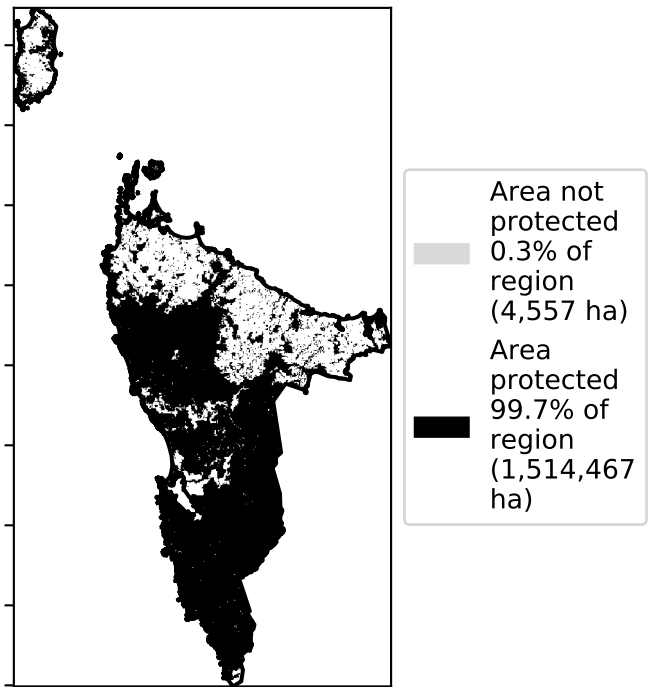 Area not
protected
0.3% of
region
(4,557 ha)
Area
protected
99.7% of
region
(1,514,467
ha)